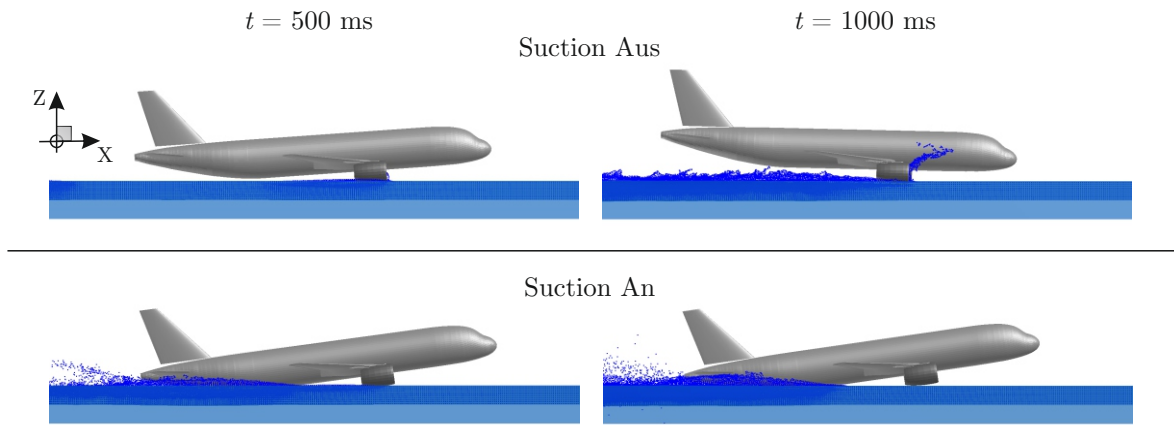 t = 500 ms
t = 1000 ms
Suction Aus
Z
X
Suction An